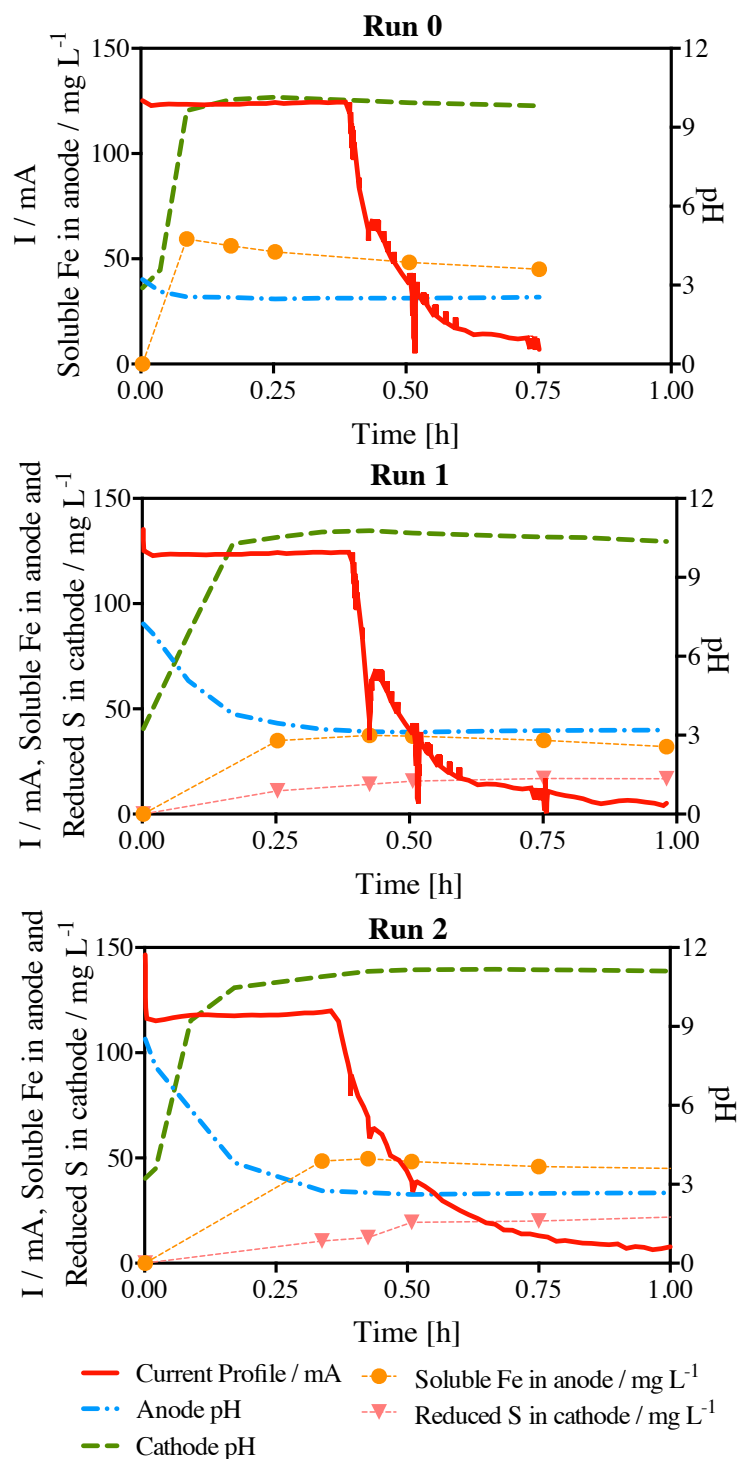 Run 0
I / mA
Soluble Fe in anode / mg L⁻¹
150
100
50
0
12
9
6
3
0
pH
0.00 0.25 0.50 0.75 1.00
Time [h]
Run 1
I / mA, Soluble Fe in anode and
Reduced S in cathode / mg L⁻¹
150
100
50
0
12
9
6
3
0
pH
0.00 0.25 0.50 0.75 1.00
Time [h]
Run 2
I / mA, Soluble Fe in anode and
Reduced S in cathode / mg L⁻¹
150
100
50
0
12
9
6
3
0
pH
0.00 0.25 0.50 0.75 1.00
Time [h]
Current Profile / mA
Anode pH
Cathode pH
Soluble Fe in anode / mg L⁻¹
Reduced S in cathode / mg L⁻¹